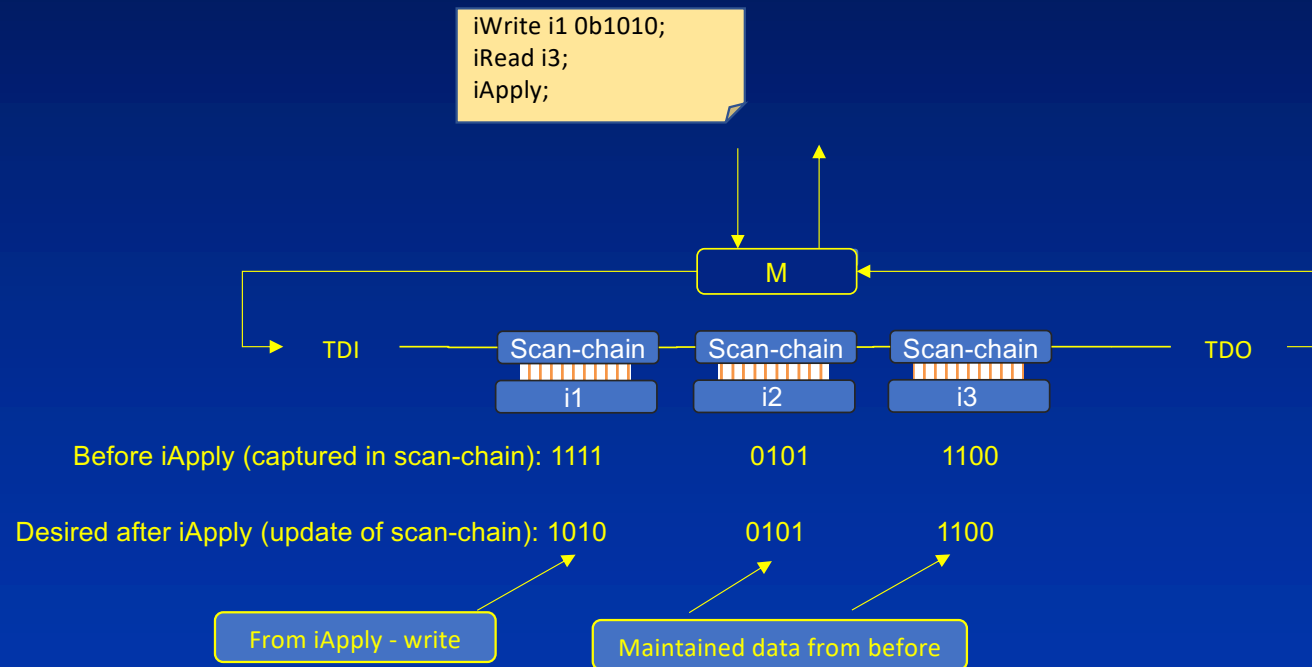 iWrite i1 0b1010;
iRead i3;
iApply;
M
TDI
Scan-chain
Scan-chain
Scan-chain
TDO
i1
i2
i3
Before iApply (captured in scan-chain): 1111 0101 1100
Desired after iApply (update of scan-chain): 1010 0101 1100
From iApply - write
Maintained data from before